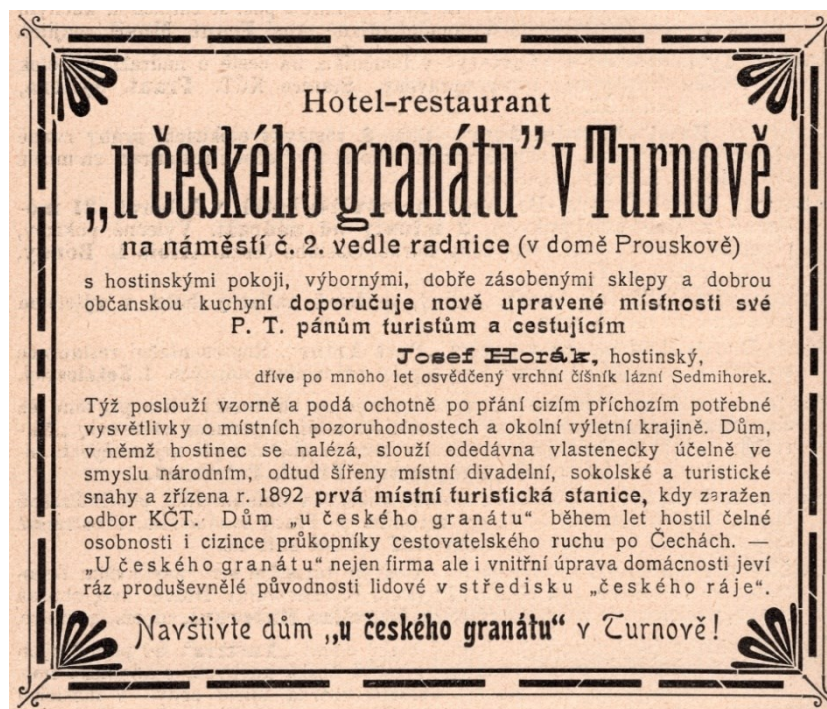 Hotel-restaurant
„u českého granátu” v Turnově
na náměstí č. 2. vedle radnice (v domě Prouskově)
s hostinskými pokoji, výbornými, dobře zásobenými sklepy a dobrou
občanskou kuchyní doporučuje nově upravené místnosti své
P. T. pánům turistům a cestujícím
Josef Horák, hostinský,
dříve po mnoho let osvědčený vrchní číšník lázní Sedmihorek.
Týž poslouží vzorně a podá ochotně po přání cizím příchozím potřebné
vysvětlivky o místních pozoruhodnostech a okolní výletní krajině. Dům,
v němž hostinec se nalézá, slouží odedávna vlastenecky účelně ve
smyslu národním, odtud šířeny místní divadelní, sokolské a turistické
snahy a zřízena r. 1892 prvá místní turistická stanice, kdy zaražen
odbor KČT. Dům „u českého granátu“ během let hostil čelné
osobnosti i cizince průkopníky cestovatelského ruchu po Čechách. —
„U českého granátu“ nejen firma ale i vnitřní úprava domácnosti jeví
ráz produševnělé původnosti lidové v středisku „českého ráje“.
Navštivte dům „u českého granátu“ v Turnově!